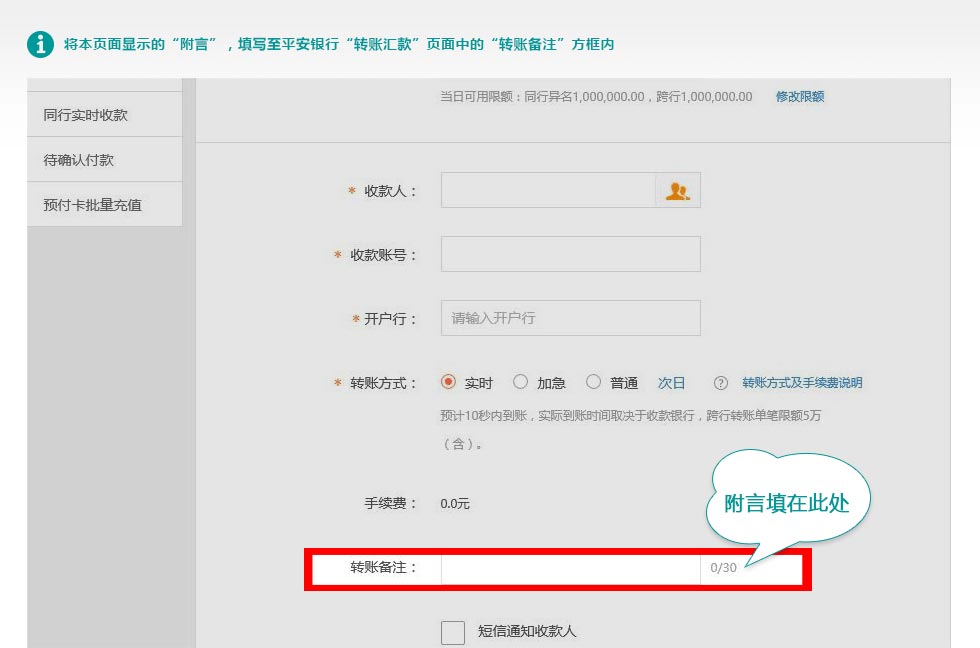 将本页面显示的“附言”，填写至平安银行“转账汇款”页面中的“转账备注”方框内
当日可用限额：同行异名1,000,000.00，跨行1,000,000.00 修改限额
同行实时收款
待确认付款
预付卡批量充值
* 收款人：
* 收款账号：
* 开户行： 请输入开户行
* 转账方式： 实时 加急 普通 次日 ? 转账方式及手续费说明
预计10秒内到账，实际到账时间取决于收款银行，跨行转账单笔限额5万
（含）。
手续费： 0.0元
附言填在此处
转账备注： 0/30
短信通知收款人